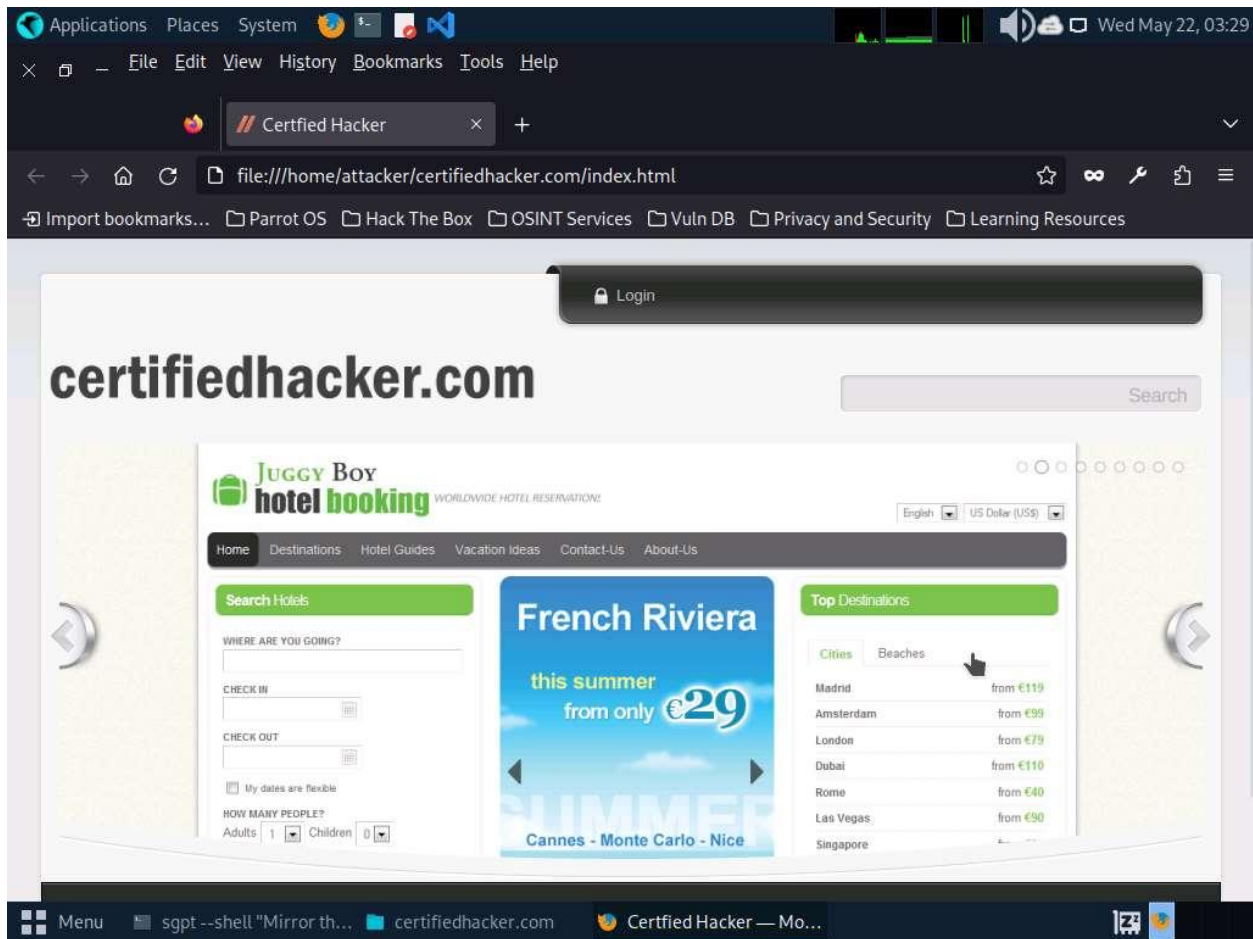 Applications Places System Wed May 22, 03:29
File Edit View History Bookmarks Tools Help
Certfied Hacker
file:///home/attacker/certifiedhacker.com/index.html
Import bookmarks... Parrot OS Hack The Box OSINT Services Vuln DB Privacy and Security Learning Resources
Login
certifiedhacker.com
Search
Juggy Boy
hotel booking WORLDWIDE HOTEL RESERVATION!
English US Dollar (US$)
Home Destinations Hotel Guides Vacation Ideas Contact-Us About-Us
Search Hotels
WHERE ARE YOU GOING?
CHECK IN
CHECK OUT
My dates are flexible
HOW MANY PEOPLE?
Adults 1 Children 0
French Riviera
this summer
from only €29
SUMMER
Cannes - Monte Carlo - Nice
Top Destinations
Cities Beaches
Madrid from €119
Amsterdam from €99
London from €79
Dubai from €110
Rome from €40
Las Vegas from €90
Singapore
Menu sgpt --shell "Mirror th... certifiedhacker.com Certfied Hacker — Mo...